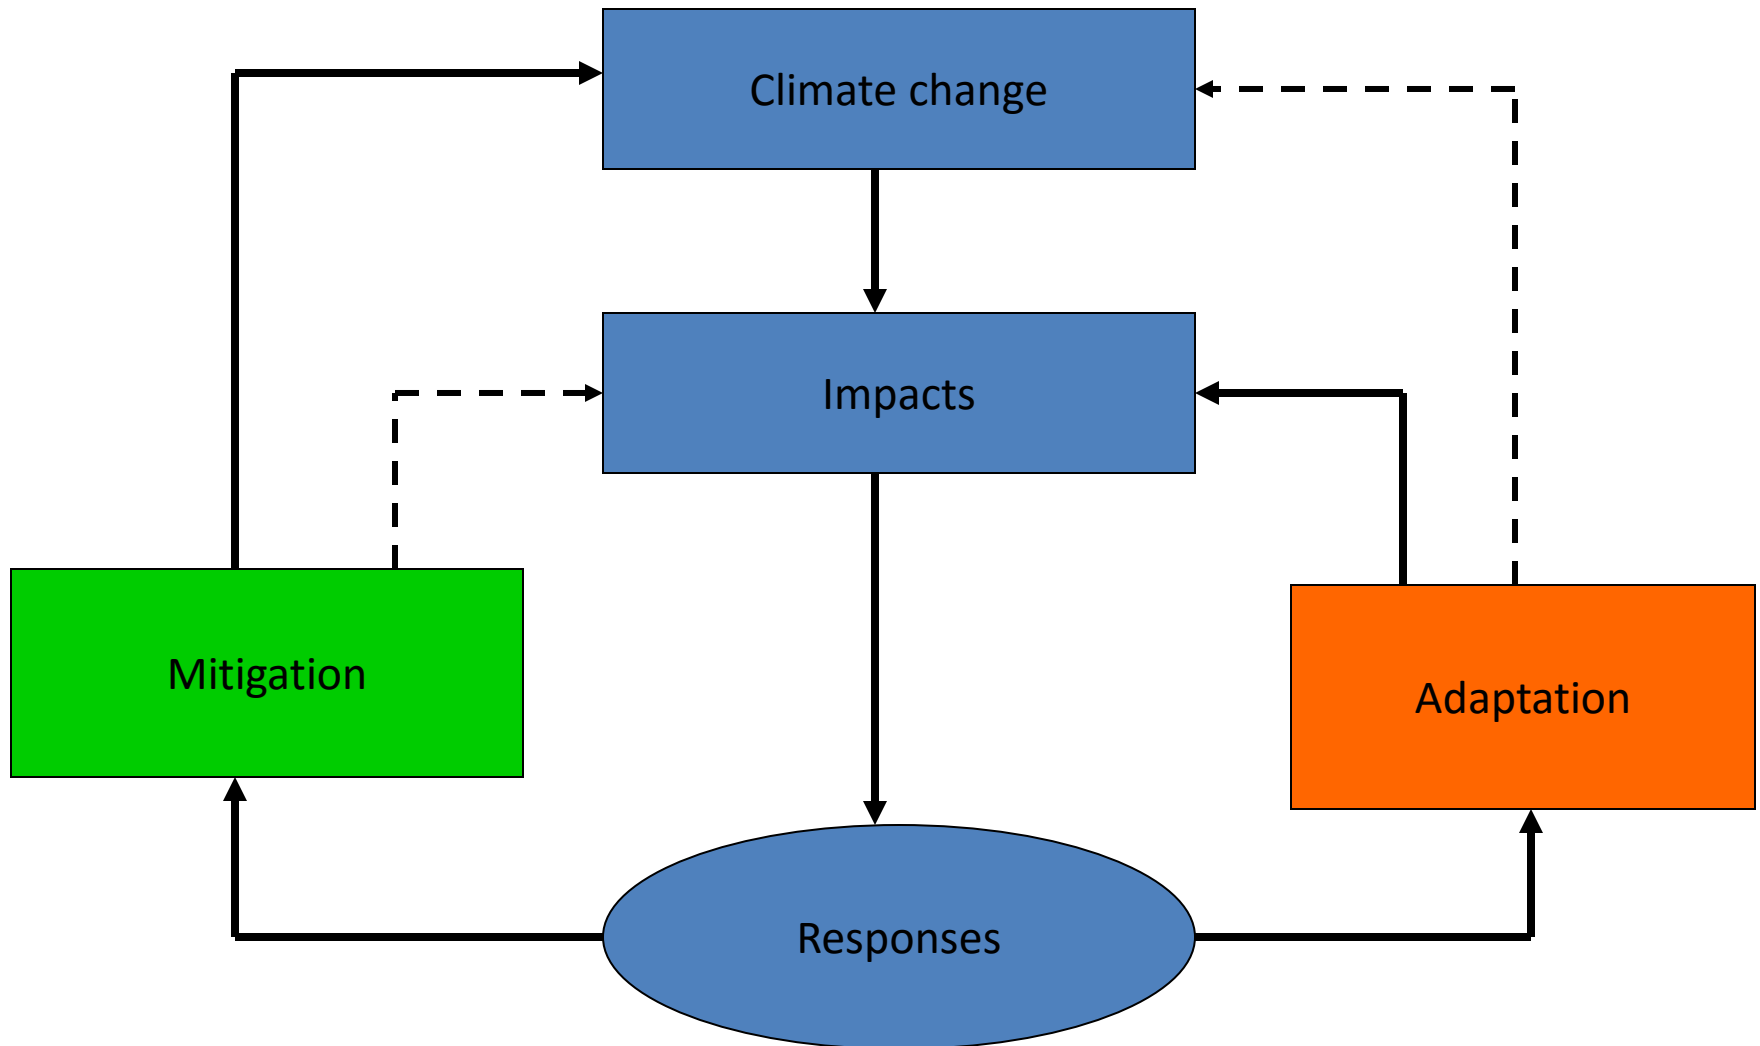 Climate change
Impacts
Mitigation
Adaptation
Responses